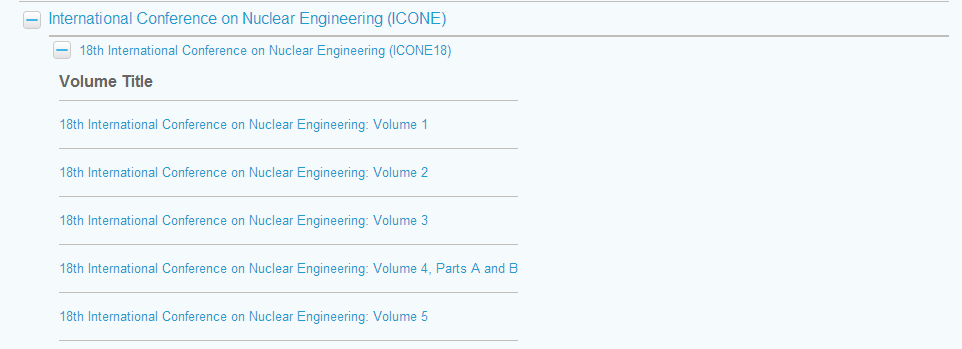 International Conference on Nuclear Engineering (ICONE)
18th International Conference on Nuclear Engineering (ICONE18)
Volume Title
18th International Conference on Nuclear Engineering: Volume 1
18th International Conference on Nuclear Engineering: Volume 2
18th International Conference on Nuclear Engineering: Volume 3
18th International Conference on Nuclear Engineering: Volume 4, Parts A and B
18th International Conference on Nuclear Engineering: Volume 5